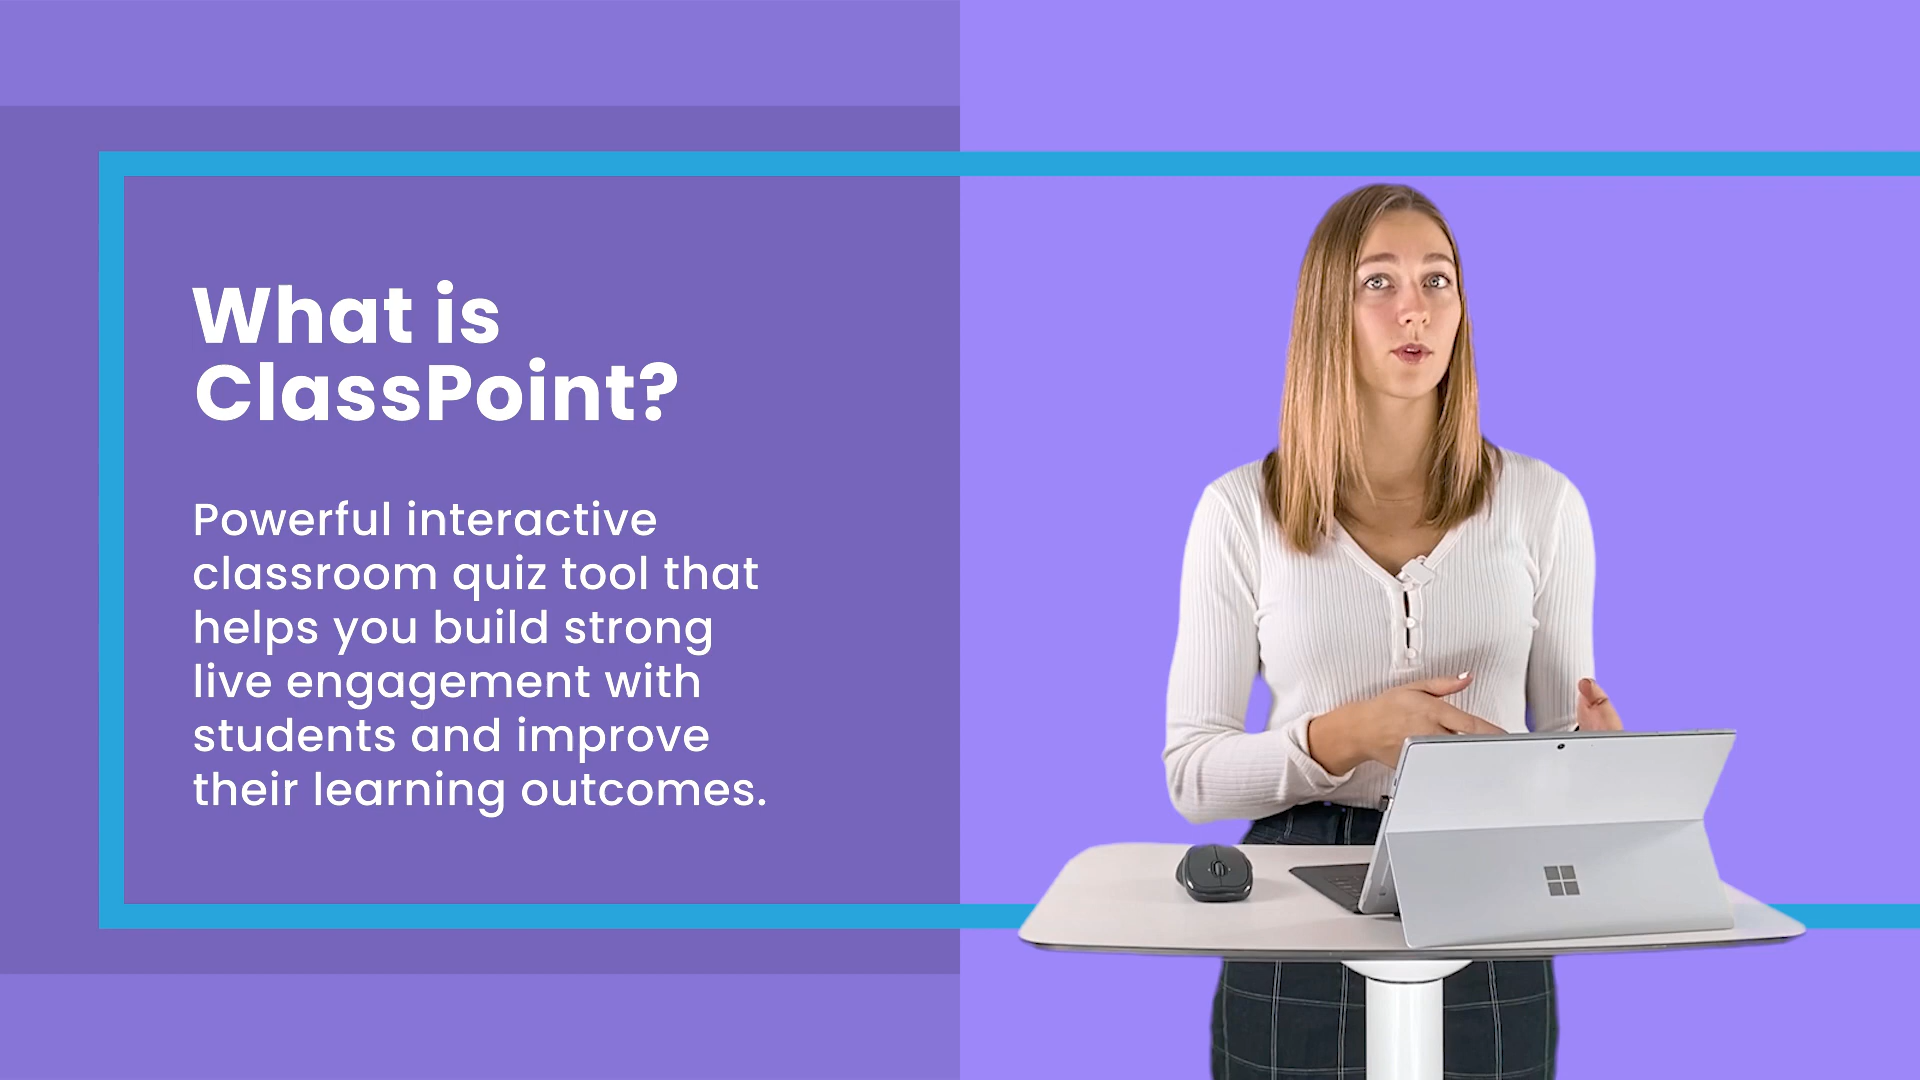 What is
ClassPoint?
Powerful interactive
classroom quiz tool that
helps you build strong
live engagement with
students and improve
their learning outcomes.